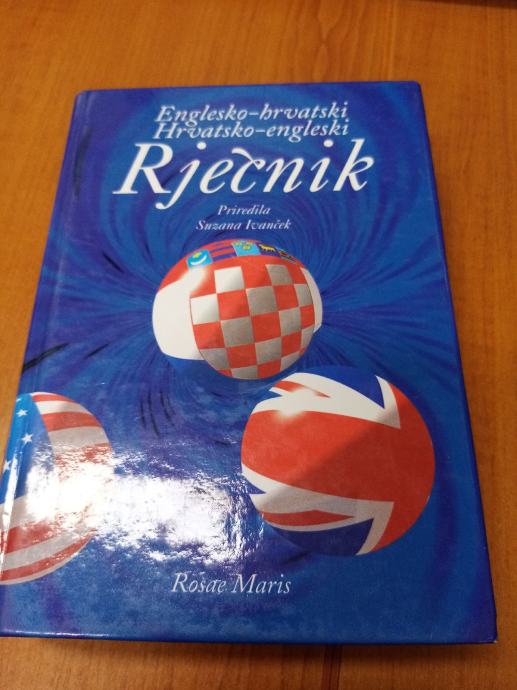 Englesko-hrvatski
Hrvatsko-engleski
Rječnik
Priredila
Suzana Ivanček
Rosae Maris